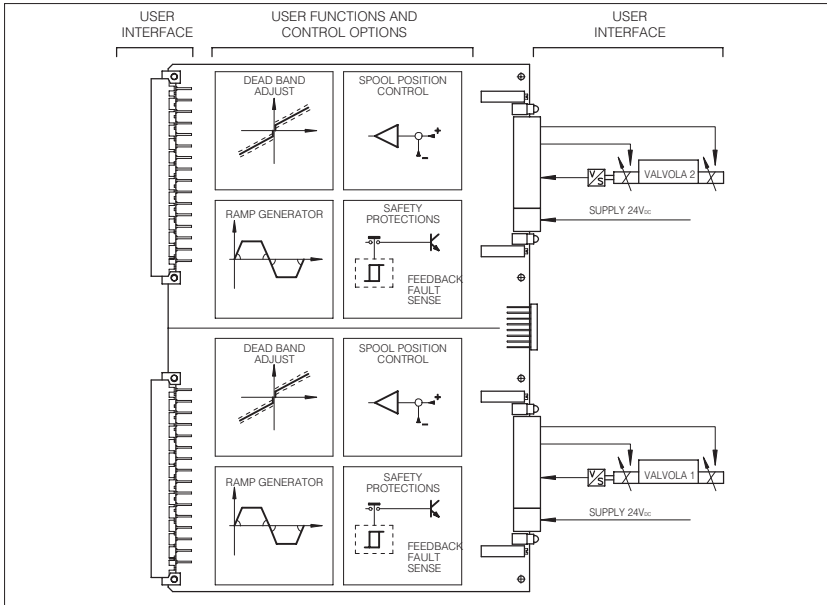 USER
INTERFACE
USER FUNCTIONS AND
CONTROL OPTIONS
USER
INTERFACE
DEAD BAND
ADJUST
SPOOL POSITION
CONTROL
+
-
RAMP GENERATOR
SAFETY
PROTECTIONS
FEEDBACK
FAULT
SENSE
V/S
VALVOLA 2
SUPPLY 24VDC
DEAD BAND
ADJUST
SPOOL POSITION
CONTROL
+
-
RAMP GENERATOR
SAFETY
PROTECTIONS
FEEDBACK
FAULT
SENSE
V/S
VALVOLA 1
SUPPLY 24VDC